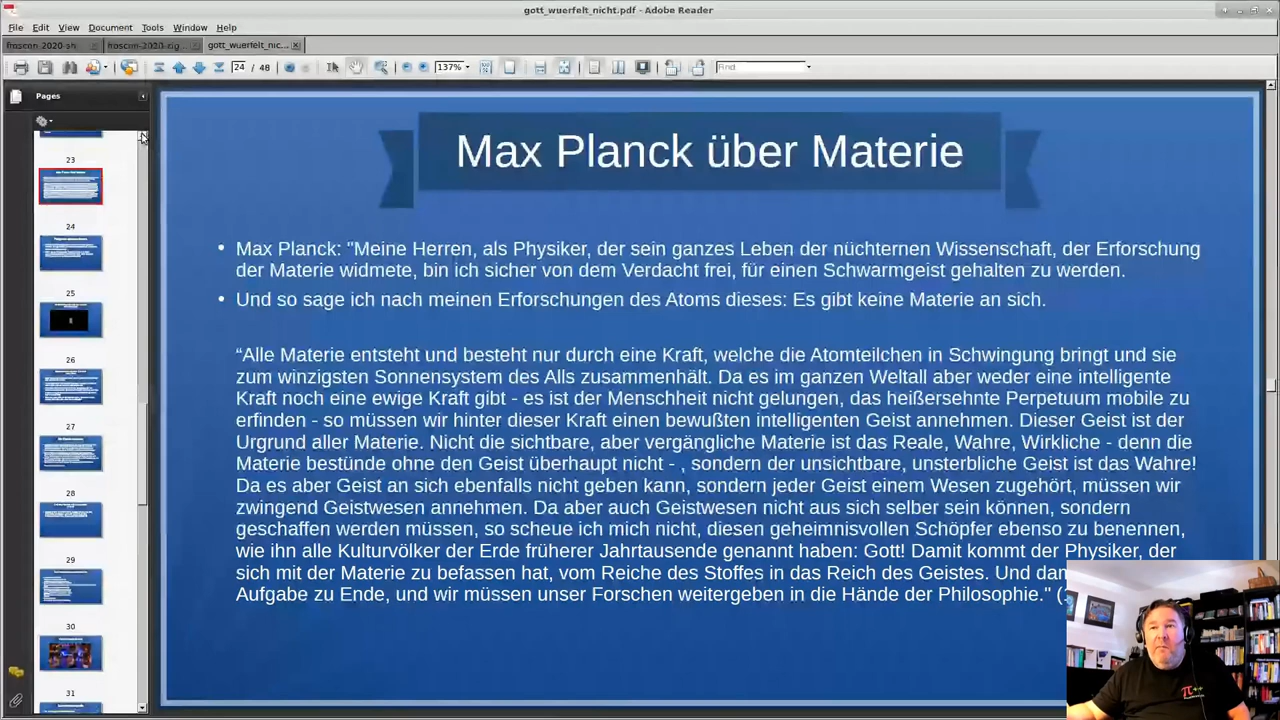 gott_wuerfelt_nicht.pdf - Adobe Reader
File Edit View Document Tools Window Help
froscon-2020-sh froscon-2020-sig... gott_wuerfelt_nic...
24 / 48 137% Find
Pages
23
24
25
26
27
28
29
30
31
Max Planck über Materie
• Max Planck: "Meine Herren, als Physiker, der sein ganzes Leben der nüchternen Wissenschaft, der Erforschung
der Materie widmete, bin ich sicher von dem Verdacht frei, für einen Schwarmgeist gehalten zu werden.
• Und so sage ich nach meinen Erforschungen des Atoms dieses: Es gibt keine Materie an sich.
“Alle Materie entsteht und besteht nur durch eine Kraft, welche die Atomteilchen in Schwingung bringt und sie
zum winzigsten Sonnensystem des Alls zusammenhält. Da es im ganzen Weltall aber weder eine intelligente
Kraft noch eine ewige Kraft gibt - es ist der Menschheit nicht gelungen, das heißersehnte Perpetuum mobile zu
erfinden - so müssen wir hinter dieser Kraft einen bewußten intelligenten Geist annehmen. Dieser Geist ist der
Urgrund aller Materie. Nicht die sichtbare, aber vergängliche Materie ist das Reale, Wahre, Wirkliche - denn die
Materie bestünde ohne den Geist überhaupt nicht - , sondern der unsichtbare, unsterbliche Geist ist das Wahre!
Da es aber Geist an sich ebenfalls nicht geben kann, sondern jeder Geist einem Wesen zugehört, müssen wir
zwingend Geistwesen annehmen. Da aber auch Geistwesen nicht aus sich selber sein können, sondern
geschaffen werden müssen, so scheue ich mich nicht, diesen geheimnisvollen Schöpfer ebenso zu benennen,
wie ihn alle Kulturvölker der Erde früherer Jahrtausende genannt haben: Gott! Damit kommt der Physiker, der
sich mit der Materie zu befassen hat, vom Reiche des Stoffes in das Reich des Geistes. Und dam
Aufgabe zu Ende, und wir müssen unser Forschen weitergeben in die Hände der Philosophie." (